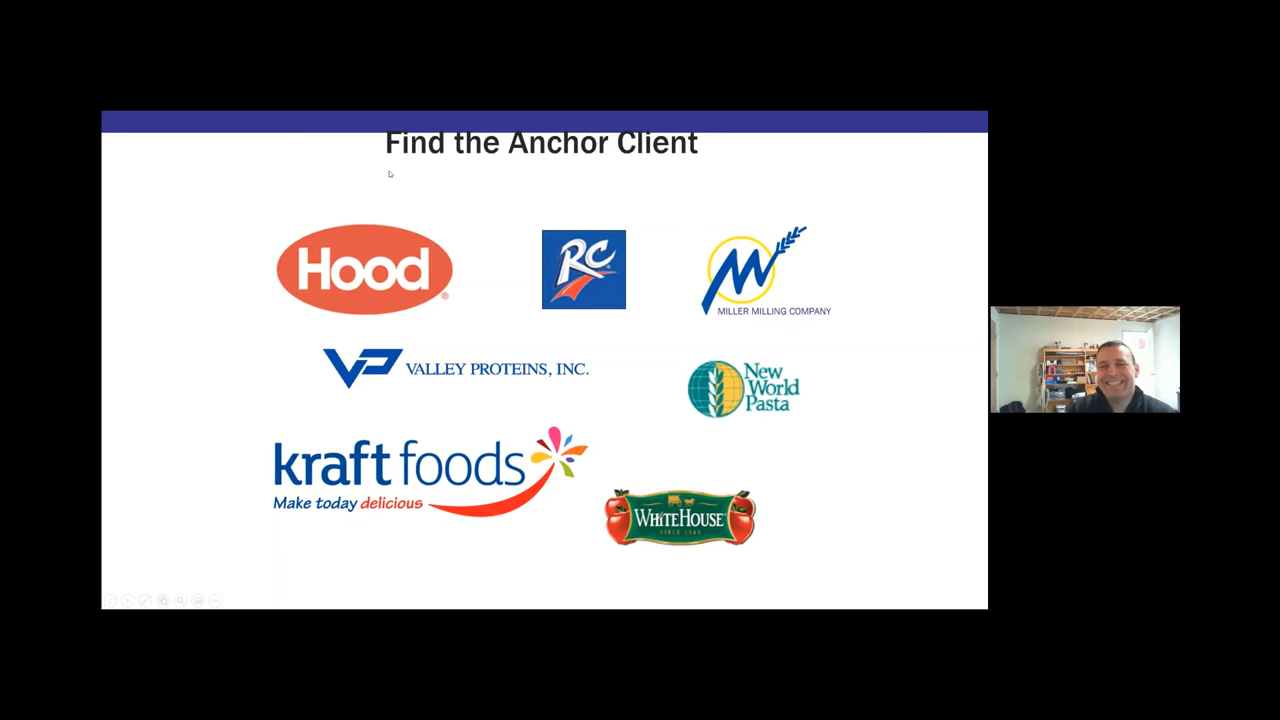 Find the Anchor Client
Hood
RC
MILLER MILLING COMPANY
VP VALLEY PROTEINS, INC.
New
World
Pasta
kraft foods
Make today delicious
WHITEHOUSE